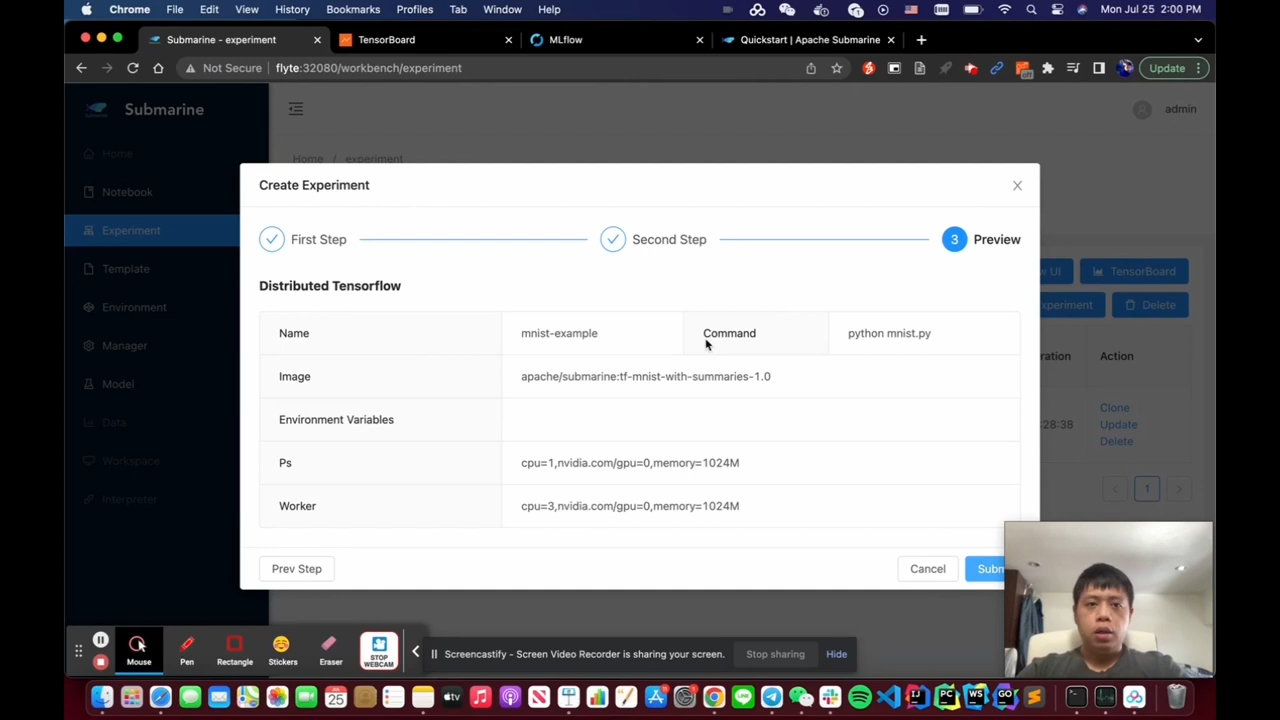 Chrome File Edit View History Bookmarks Profiles Tab Window Help Mon Jul 25 2:00 PM
Submarine - experiment TensorBoard MLflow Quickstart | Apache Submarine
Not Secure flyte:32080/workbench/experiment Update
Submarine admin
Home
Home / experiment
Notebook
Experiment
Template
Environment
Manager
Model
Data
Workspace
Interpreter
Create Experiment
First Step Second Step 3 Preview
Distributed Tensorflow
Name mnist-example Command python mnist.py
Image apache/submarine:tf-mnist-with-summaries-1.0
Environment Variables
Ps cpu=1,nvidia.com/gpu=0,memory=1024M
Worker cpu=3,nvidia.com/gpu=0,memory=1024M
Prev Step Cancel Subm
UI TensorBoard
Delete
Action
:28:38
Clone
Update
Delete
1
Mouse Pen Rectangle Stickers Eraser STOP WEBCAM
Screencastify - Screen Video Recorder is sharing your screen. Stop sharing Hide